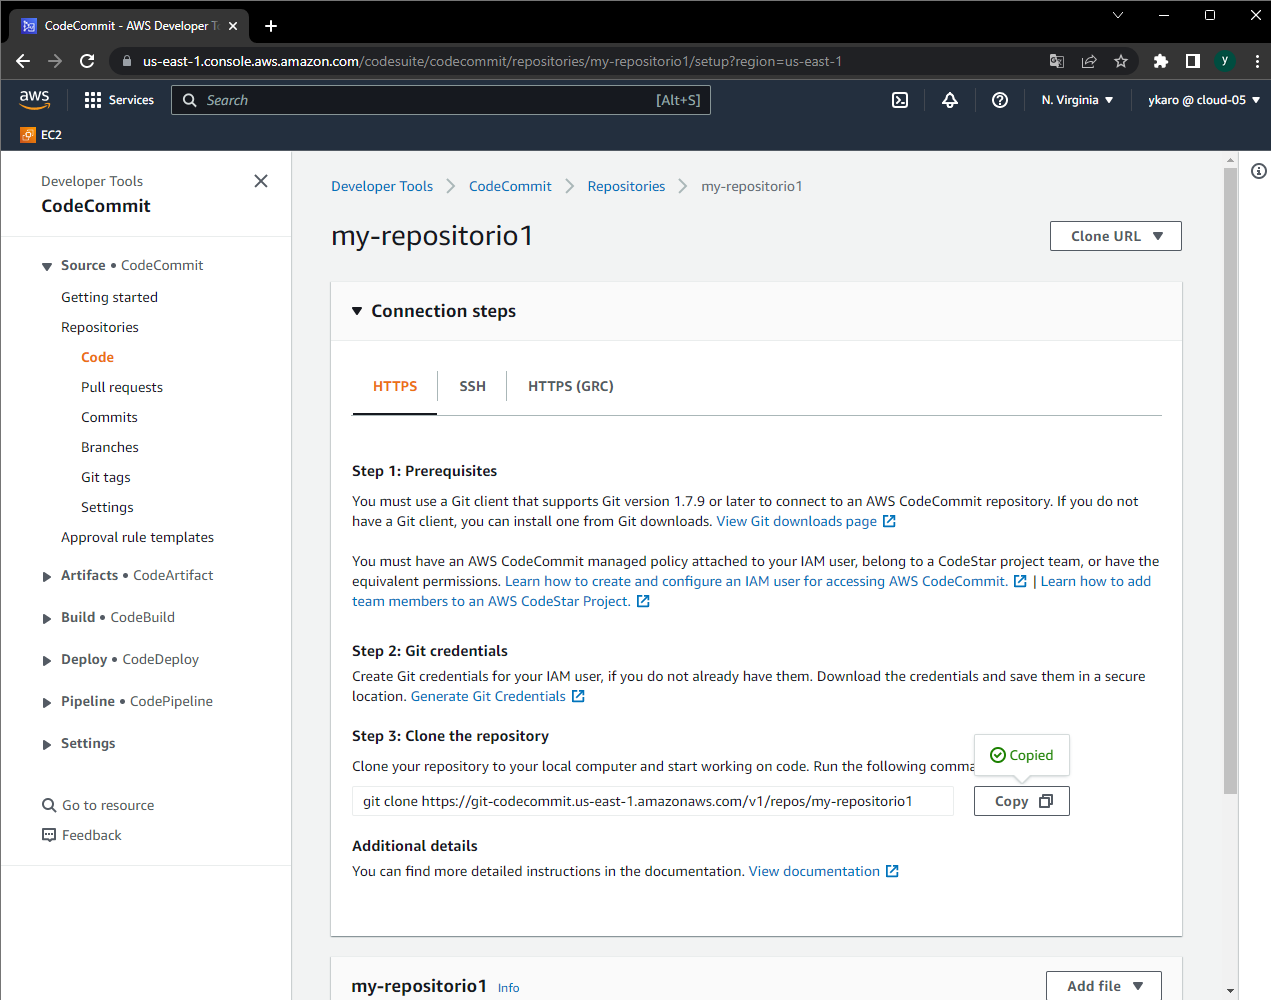 CodeCommit - AWS Developer T
us-east-1.console.aws.amazon.com/codesuite/codecommit/repositories/my-repositorio1/setup?region=us-east-1
y
aws
Services
Search
[Alt+S]
N. Virginia
ykaro @ cloud-05
EC2
Developer Tools
CodeCommit
Source • CodeCommit
Getting started
Repositories
Code
Pull requests
Commits
Branches
Git tags
Settings
Approval rule templates
Artifacts • CodeArtifact
Build • CodeBuild
Deploy • CodeDeploy
Pipeline • CodePipeline
Settings
Go to resource
Feedback
Developer Tools
CodeCommit
Repositories
my-repositorio1
my-repositorio1
Clone URL
Connection steps
HTTPS
SSH
HTTPS (GRC)
Step 1: Prerequisites
You must use a Git client that supports Git version 1.7.9 or later to connect to an AWS CodeCommit repository. If you do not
have a Git client, you can install one from Git downloads. View Git downloads page
You must have an AWS CodeCommit managed policy attached to your IAM user, belong to a CodeStar project team, or have the
equivalent permissions. Learn how to create and configure an IAM user for accessing AWS CodeCommit. | Learn how to add
team members to an AWS CodeStar Project.
Step 2: Git credentials
Create Git credentials for your IAM user, if you do not already have them. Download the credentials and save them in a secure
location. Generate Git Credentials
Step 3: Clone the repository
Copied
Clone your repository to your local computer and start working on code. Run the following comma
git clone https://git-codecommit.us-east-1.amazonaws.com/v1/repos/my-repositorio1
Copy
Additional details
You can find more detailed instructions in the documentation. View documentation
my-repositorio1 Info
Add file